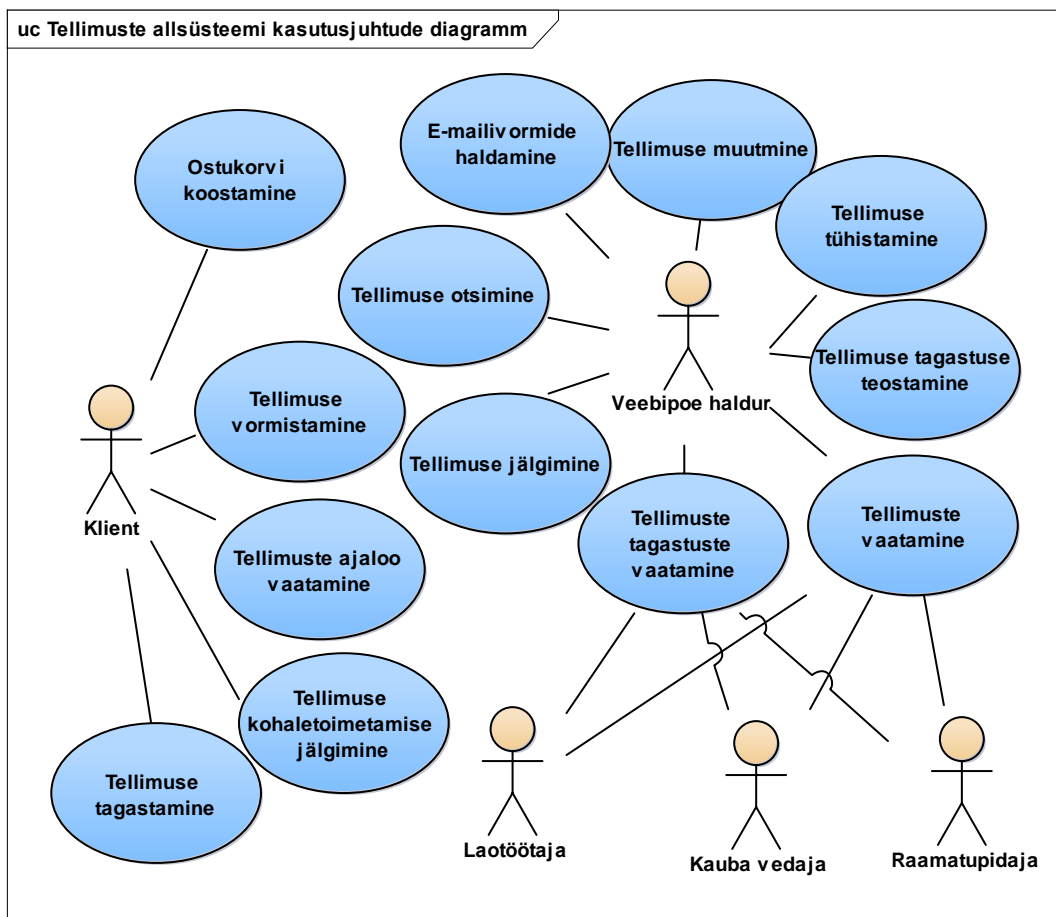 uc Tellimuste allsüsteemi kasutusjuhtude diagramm
E-mailivormide
haldamine
Tellimuse muutmine
Ostukorvi
koostamine
Tellimuse
tühistamine
Tellimuse otsimine
Tellimuse tagastuse
teostamine
Veebipoe haldur
Tellimuse
vormistamine
Tellimuse jälgimine
Klient
Tellimuste
tagastuste
vaatamine
Tellimuste
vaatamine
Tellimuste ajaloo
vaatamine
Tellimuse
kohaletoimetamise
jälgimine
Tellimuse
tagastamine
Laotöötaja
Kauba vedaja
Raamatupidaja